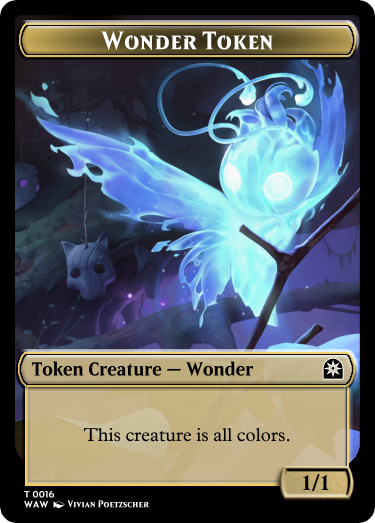 Wonder Token
Token Creature — Wonder
This creature is all colors.
1/1
T 0016
WAW Vivian Poetzscher